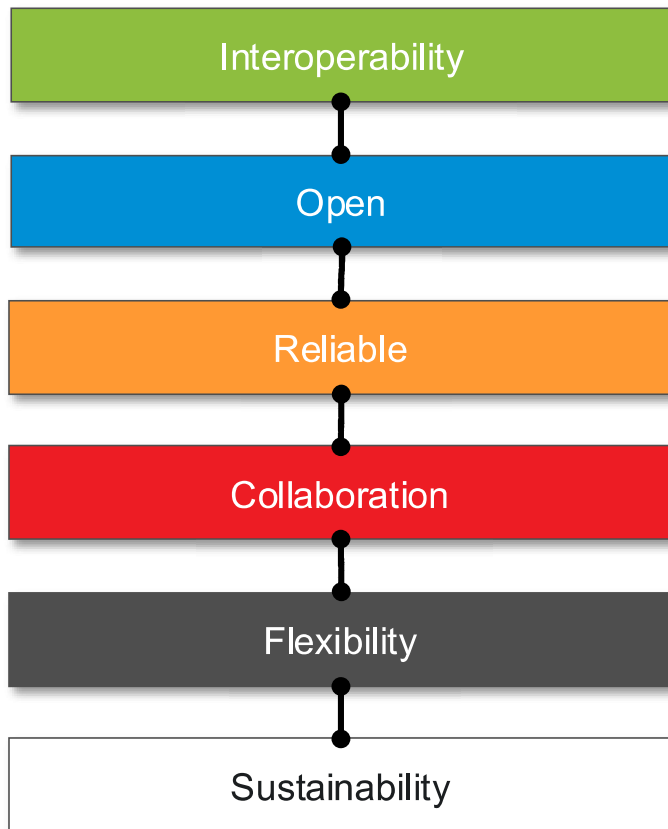 Interoperability
Open
Reliable
Collaboration
Flexibility
Sustainability